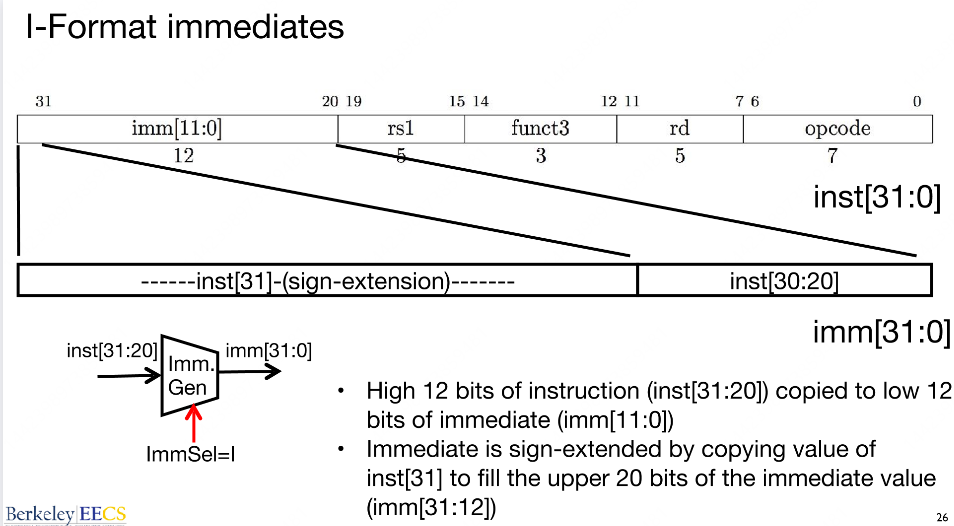 I-Format immediates
31 20 19 15 14 12 11 7 6 0
imm[11:0] rs1 funct3 rd opcode
12 5 3 5 7
inst[31:0]
------inst[31]-(sign-extension)------- inst[30:20]
imm[31:0]
inst[31:20] imm[31:0]
Imm.
Gen
ImmSel=I
• High 12 bits of instruction (inst[31:20]) copied to low 12
bits of immediate (imm[11:0])
• Immediate is sign-extended by copying value of
inst[31] to fill the upper 20 bits of the immediate value
(imm[31:12])
Berkeley EECS
26